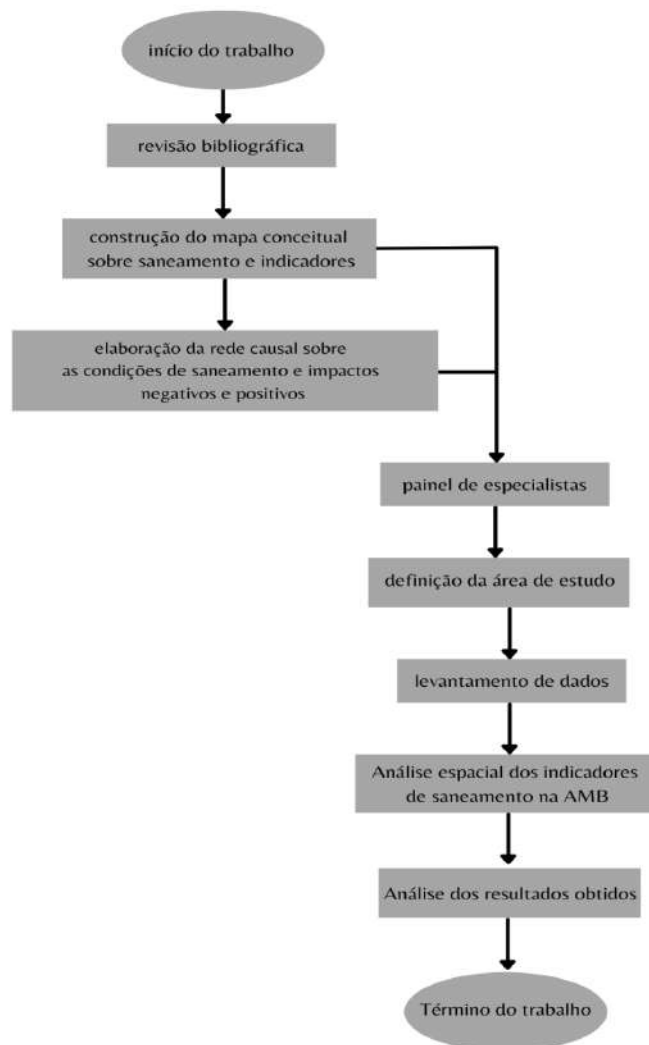 início do trabalho
revisão bibliográfica
construção do mapa conceitual
sobre saneamento e indicadores
elaboração da rede causal sobre
as condições de saneamento e impactos
negativos e positivos
painel de especialistas
definição da área de estudo
levantamento de dados
Análise espacial dos indicadores
de saneamento na AMB
Análise dos resultados obtidos
Término do trabalho